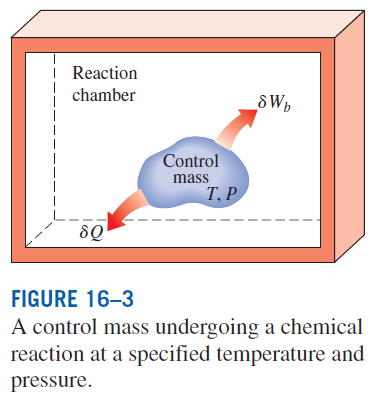 Reaction
chamber
δW_b
Control
mass
T, P
δQ
FIGURE 16–3
A control mass undergoing a chemical
reaction at a specified temperature and
pressure.